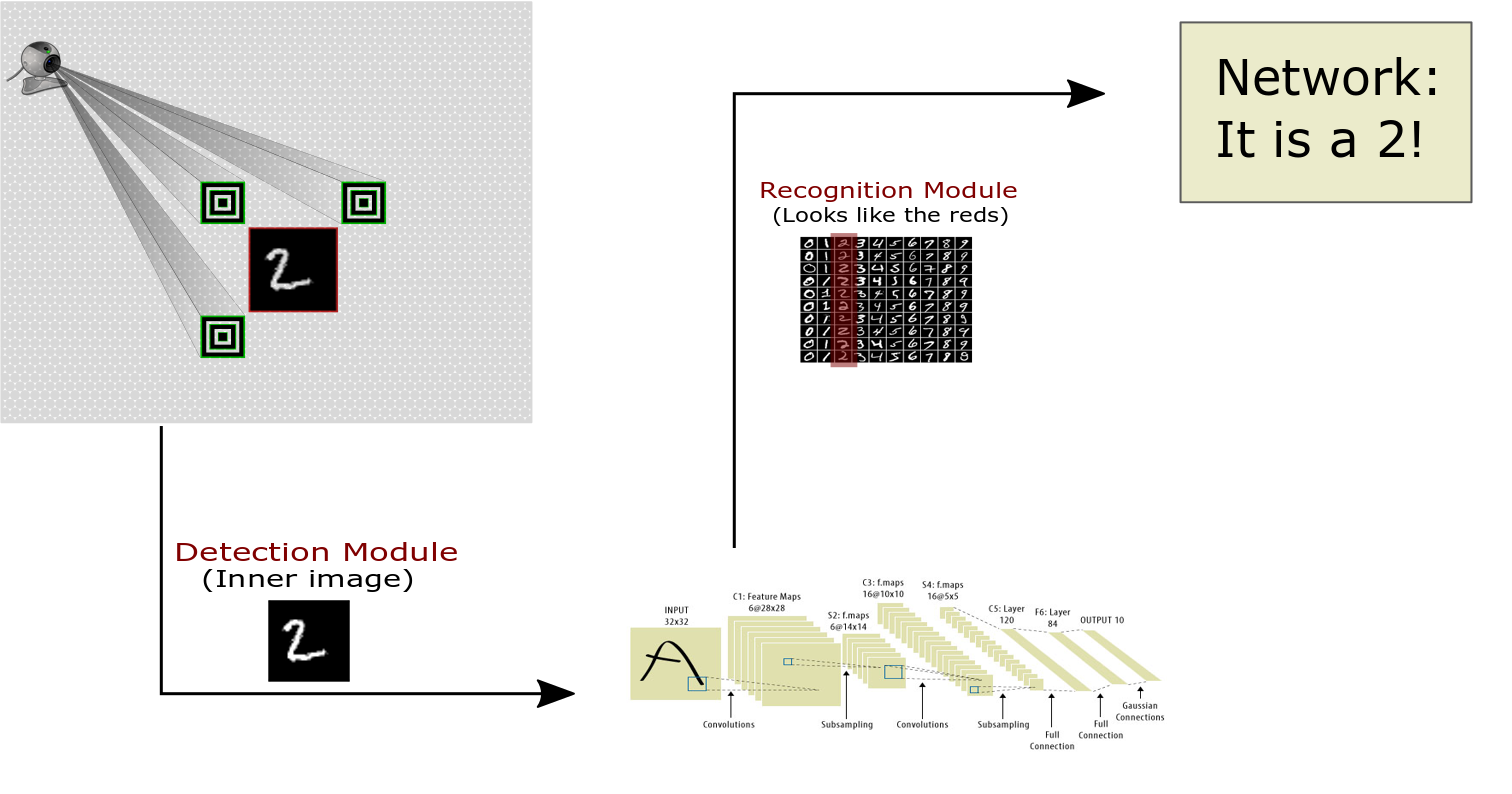 2
Detection Module
(Inner image)
2
INPUT
32x32
C1: Feature Maps
6@28x28
S2: f.maps
6@14x14
C3: f.maps
16@10x10
S4: f.maps
16@5x5
C5: Layer
120
F6: Layer
84
OUTPUT 10
A
Convolutions
Subsampling
Convolutions
Subsampling
Full
Connection
Full
Connection
Gaussian
Connections
Recognition Module
(Looks like the reds)
0 1 2 3 4 5 6 7 8 9
0 1 2 3 4 5 6 7 8 9
0 1 2 3 4 5 6 7 8 9
0 1 2 3 4 5 6 7 8 9
0 1 2 3 4 5 6 7 8 9
0 1 2 3 4 5 6 7 8 9
0 1 2 3 4 5 6 7 8 9
0 1 2 3 4 5 6 7 8 9
0 1 2 3 4 5 6 7 8 9
0 1 2 3 4 5 6 7 8 9
Network:
It is a 2!